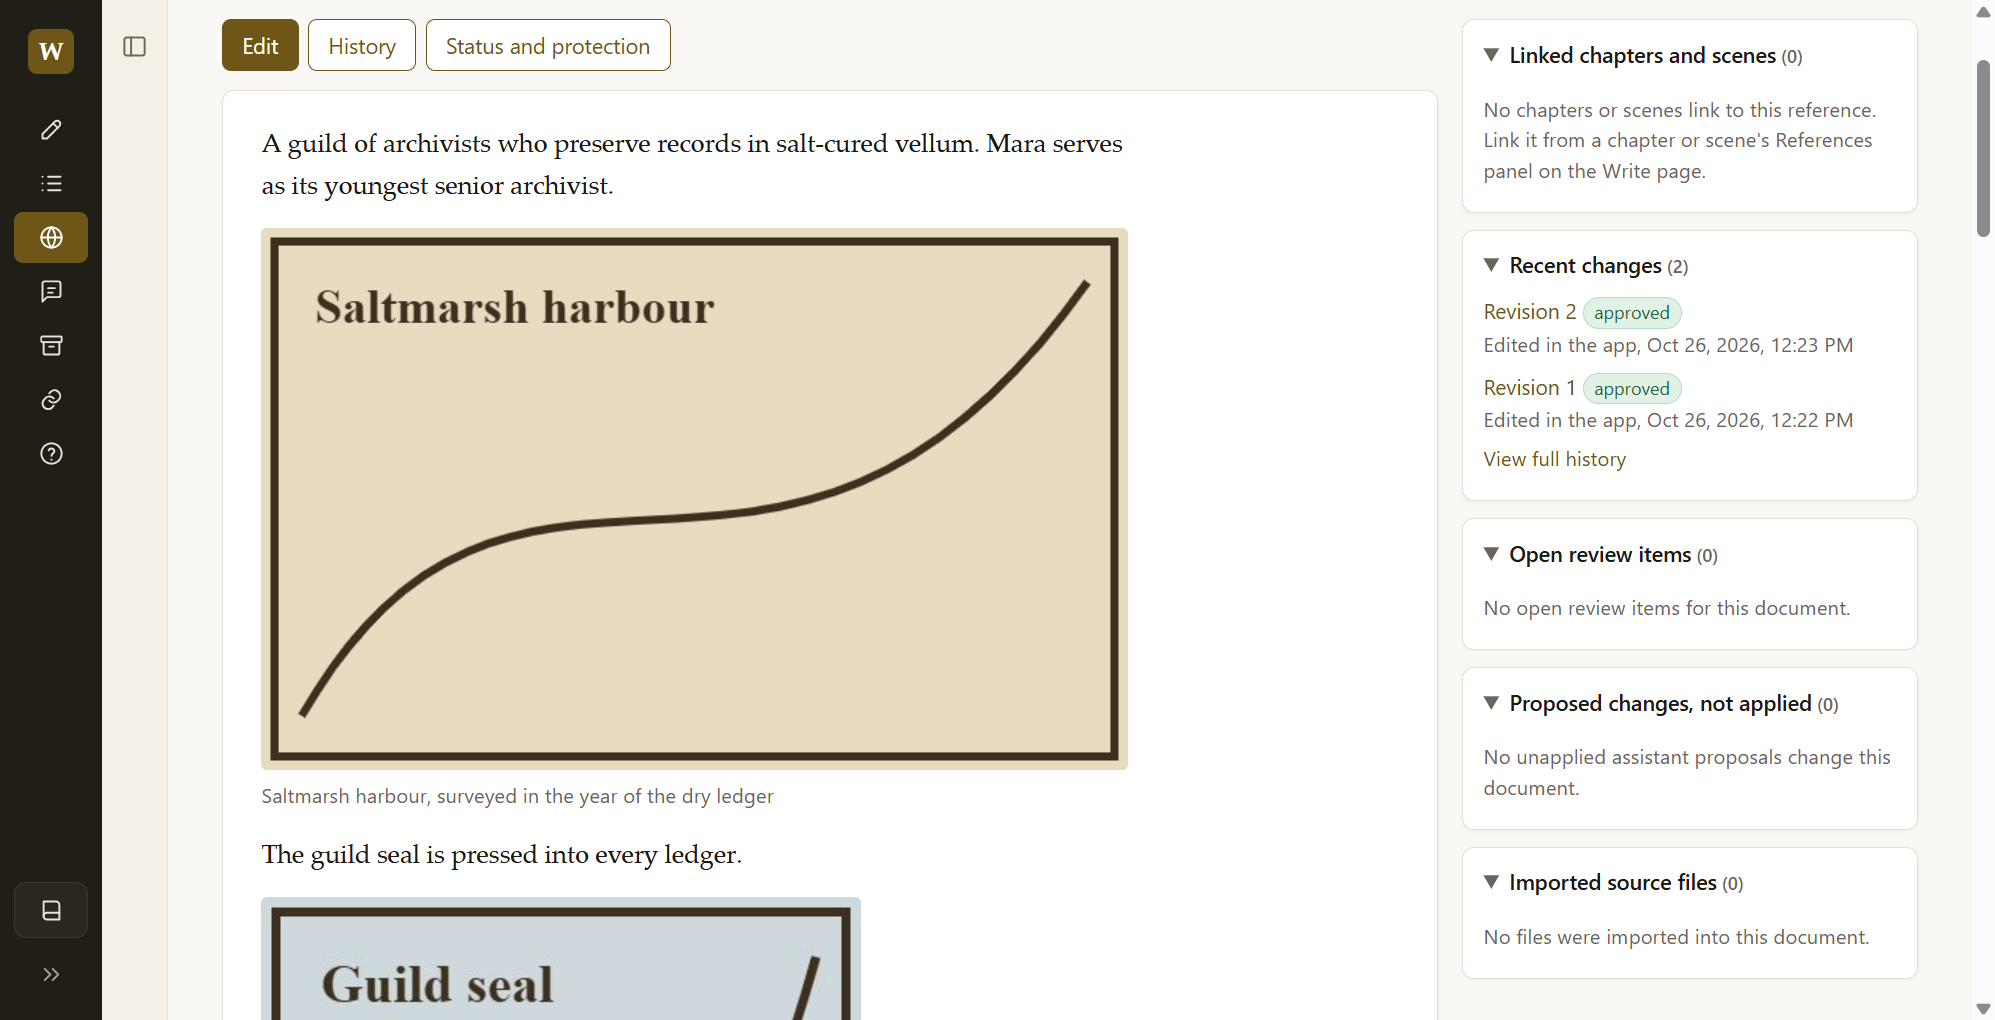 W
Edit
History
Status and protection
A guild of archivists who preserve records in salt-cured vellum. Mara serves
as its youngest senior archivist.
Saltmarsh harbour
Saltmarsh harbour, surveyed in the year of the dry ledger
The guild seal is pressed into every ledger.
Guild seal
Linked chapters and scenes (0)
No chapters or scenes link to this reference.
Link it from a chapter or scene's References
panel on the Write page.
Recent changes (2)
Revision 2 approved
Edited in the app, Oct 26, 2026, 12:23 PM
Revision 1 approved
Edited in the app, Oct 26, 2026, 12:22 PM
View full history
Open review items (0)
No open review items for this document.
Proposed changes, not applied (0)
No unapplied assistant proposals change this
document.
Imported source files (0)
No files were imported into this document.